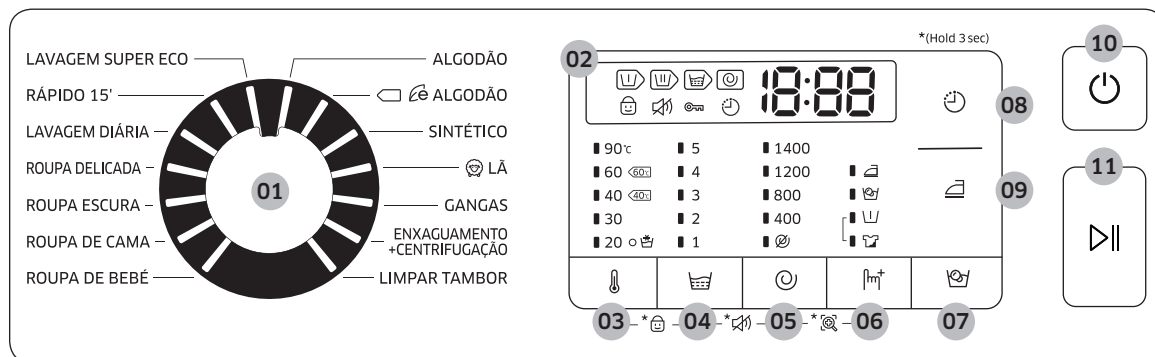 *(Hold 3 sec)
LAVAGEM SUPER ECO
RÁPIDO 15'
LAVAGEM DIÁRIA
ROUPA DELICADA
ROUPA ESCURA
ROUPA DE CAMA
ROUPA DE BEBÉ
01
ALGODÃO
ALGODÃO
SINTÉTICO
LÃ
GANGAS
ENXAGUAMENTO
+CENTRIFUGAÇÃO
LIMPAR TAMBOR
02
18:88
90℃ 5 1400
60 60℃ 4 1200
40 40℃ 3 800
30 2 400
20 1
03 * 04 * 05 * 06 07
08
09
10
11